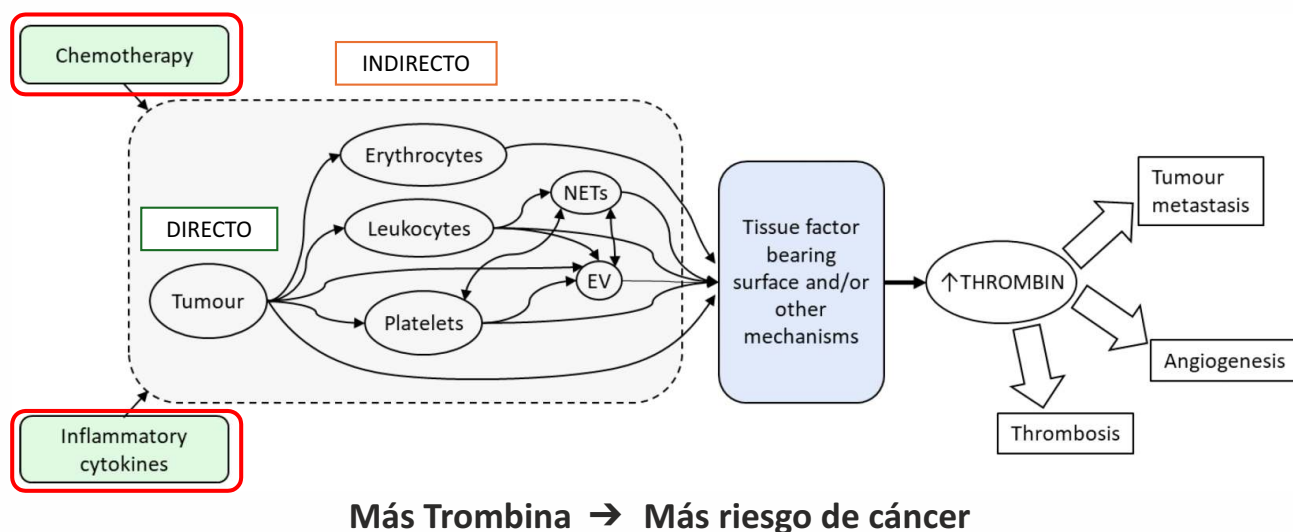 Chemotherapy
INDIRECTO
Erythrocytes
NETs
Leukocytes
DIRECTO
EV
Tumour
Platelets
Inflammatory
cytokines
Tissue factor
bearing
surface and/or
other
mechanisms
↑THROMBIN
Tumour
metastasis
Angiogenesis
Thrombosis
Más Trombina → Más riesgo de cáncer